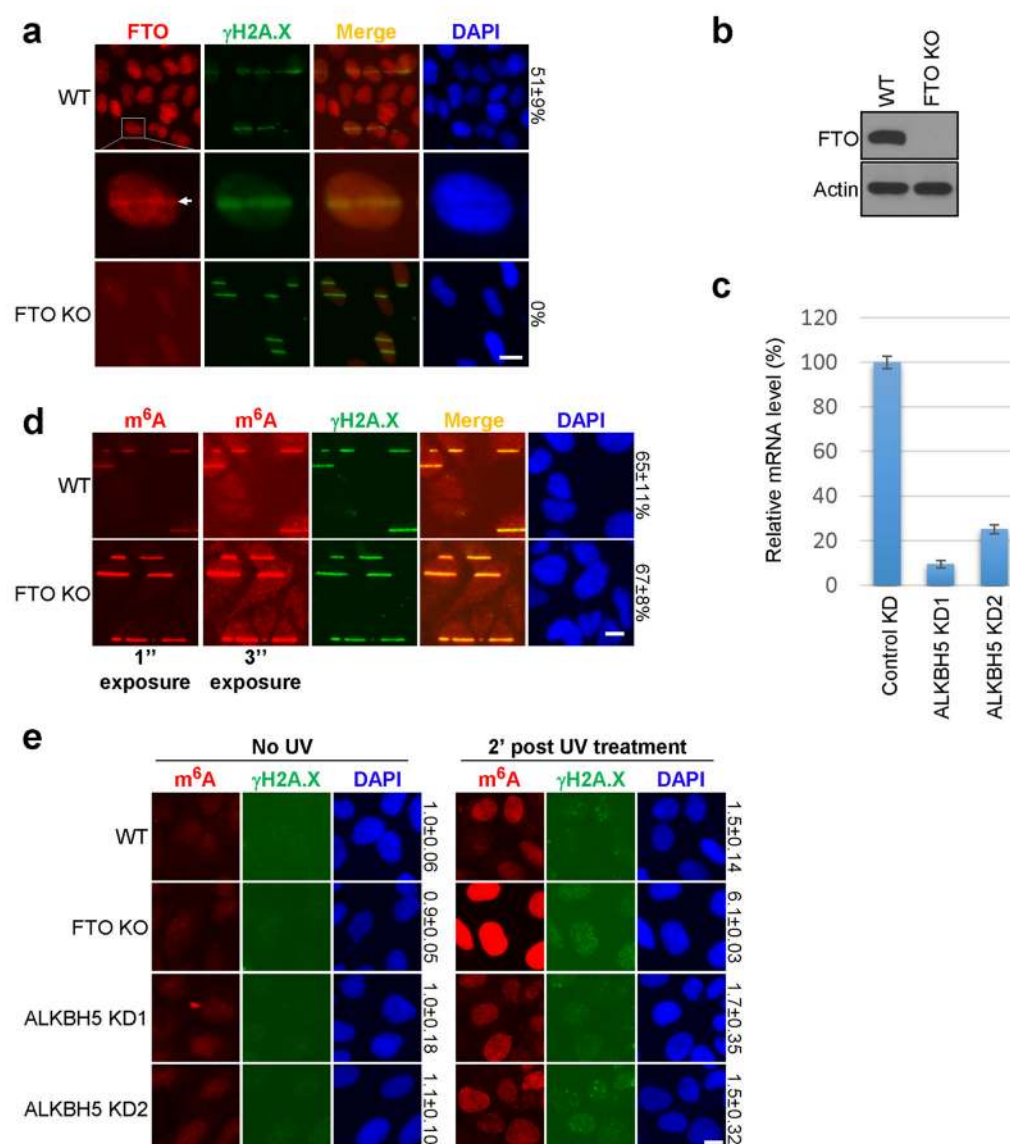 a
FTO γH2A.X Merge DAPI
WT
51±9%
FTO KO
0%
b
WT
FTO KO
FTO
Actin
c
Relative mRNA level (%)
120
100
80
60
40
20
0
Control KD
ALKBH5 KD1
ALKBH5 KD2
d
m⁶A m⁶A γH2A.X Merge DAPI
WT
65±11%
FTO KO
67±8%
1'' 3''
exposure exposure
e
No UV 2' post UV treatment
m⁶A γH2A.X DAPI m⁶A γH2A.X DAPI
WT
1.0±0.06
1.5±0.14
FTO KO
0.9±0.05
6.1±0.03
ALKBH5 KD1
1.0±0.18
1.7±0.35
ALKBH5 KD2
1.1±0.10
1.5±0.32